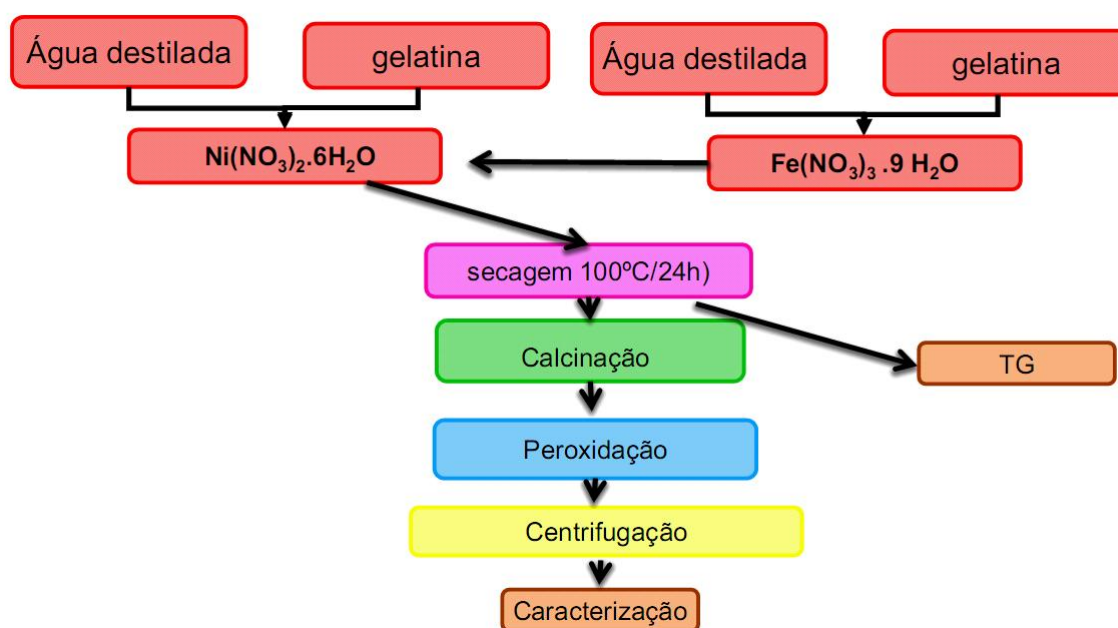 Água destilada
gelatina
Água destilada
gelatina
Ni(NO₃)₂.6H₂O
Fe(NO₃)₃ .9 H₂O
secagem 100ºC/24h)
Calcinação
TG
Peroxidação
Centrifugação
Caracterização